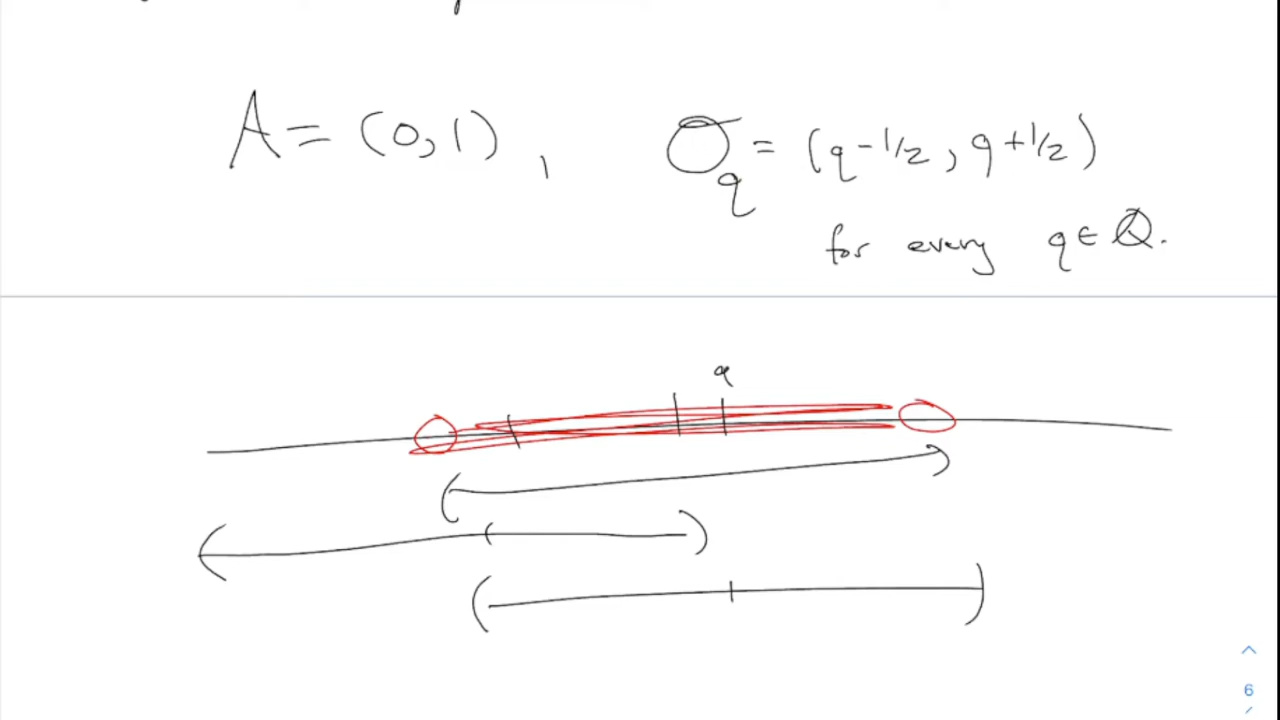 A = (0,1) , O_q = (q-1/2, q+1/2)
for every q ∈ Q.
q
6